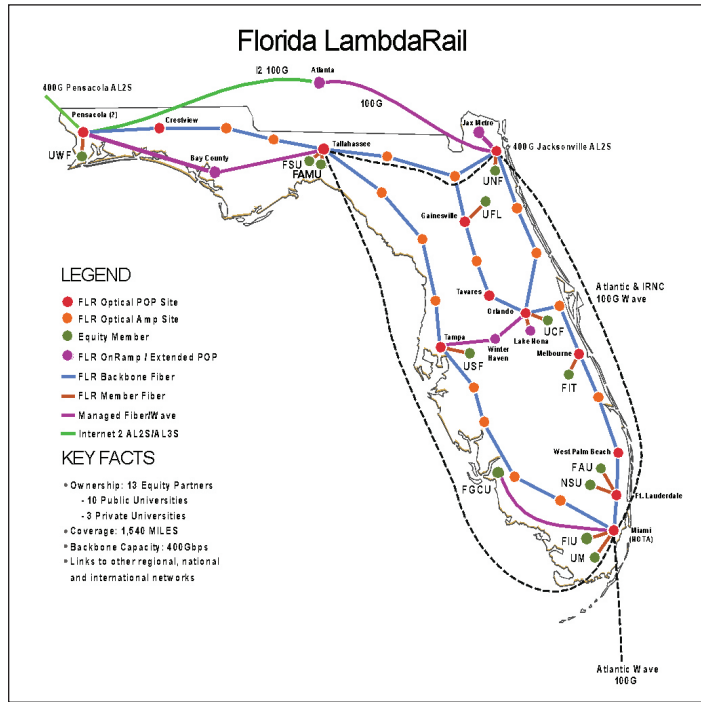 Florida LambdaRail
I2 100G
Atlanta
100G
400G Pensacola AL2S
Pensacola (2)
Crestview
Tallahassee
Jax Metro
400G Jacksonville AL2S
UWF
Bay County
FSU
FAMU
UNF
Gainesville
UFL
LEGEND
FLR Optical POP Site
FLR Optical Amp Site
Equity Member
FLR OnRamp / Extended POP
FLR Backbone Fiber
FLR Member Fiber
Managed Fiber/Wave
Internet 2 AL2S/AL3S
Atlantic & IRNC
100G Wave
Tavares
Orlando
UCF
Lake Nona
Tampa
Winter
Haven
USF
Melbourne
FIT
KEY FACTS
• Ownership: 13 Equity Partners
- 10 Public Universities
- 3 Private Universities
• Coverage: 1,540 MILES
• Backbone Capacity: 400Gbps
• Links to other regional, national
and international networks
West Palm Beach
FAU
NSU
Ft. Lauderdale
FGCU
Miami
(NOTA)
FIU
UM
Atlantic Wave
100G